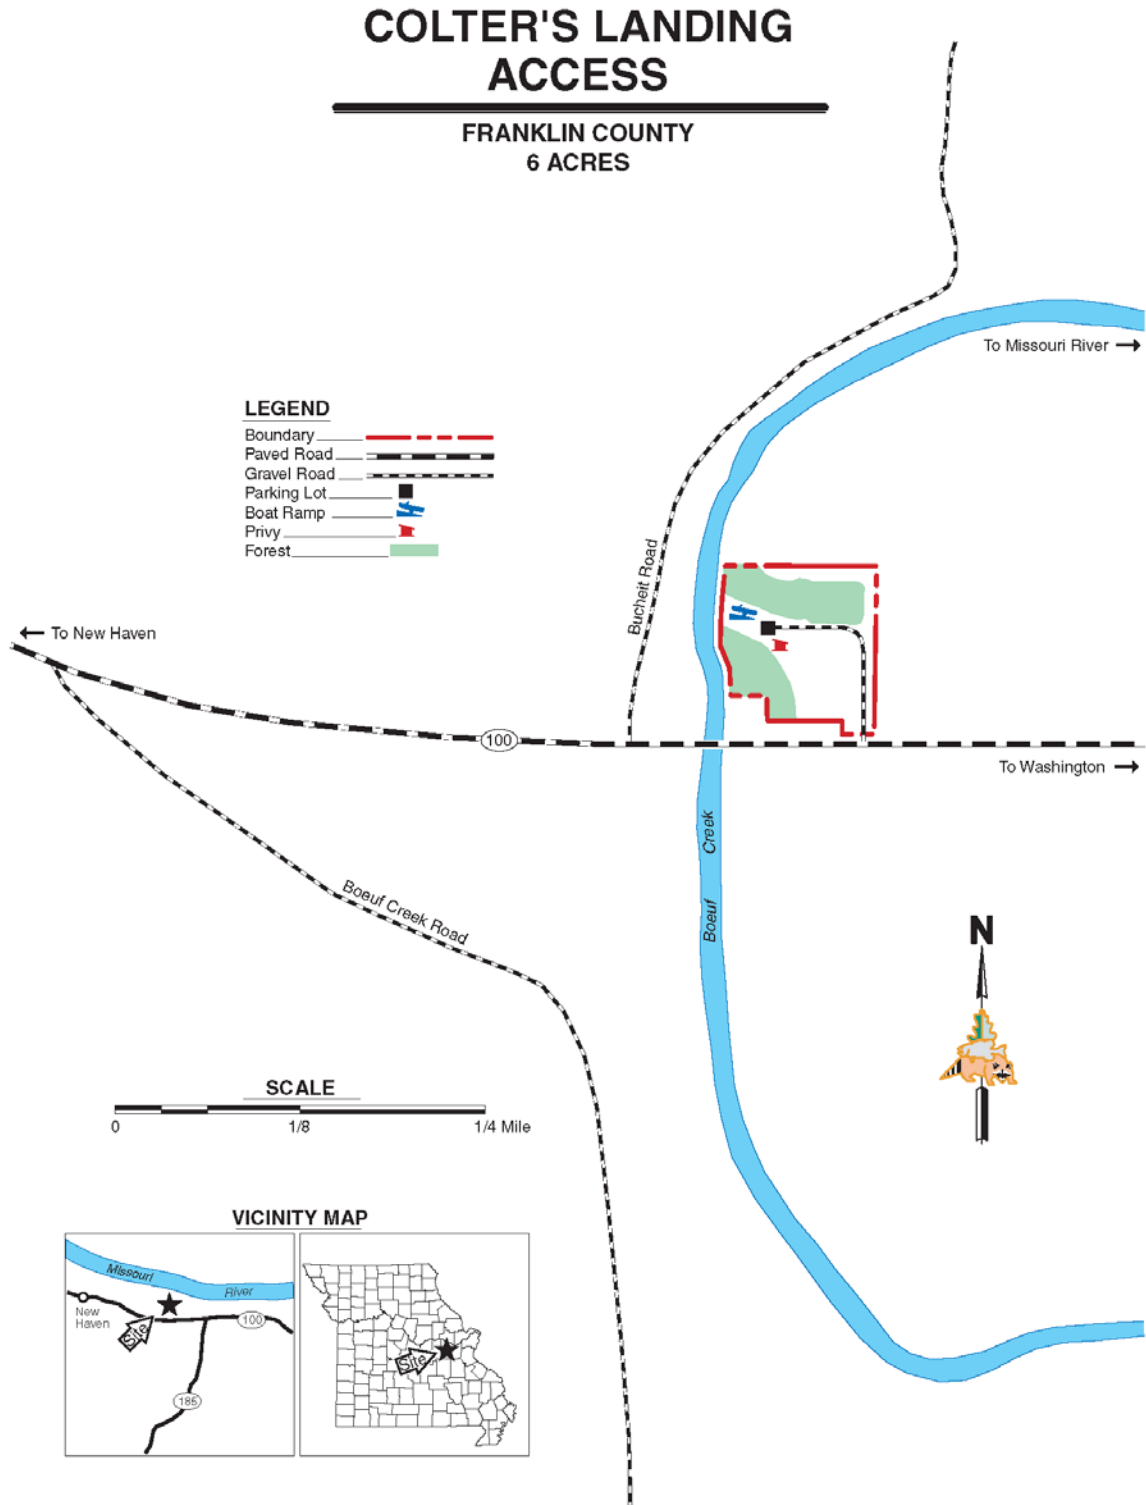 COLTER'S LANDING
ACCESS
FRANKLIN COUNTY
6 ACRES
To Missouri River
LEGEND
Boundary
Paved Road
Gravel Road
Parking Lot
Boat Ramp
Privy
Forest
Bucheit Road
To New Haven
100
To Washington
Creek
Boeuf
Boeuf Creek Road
N
SCALE
0 1/8 1/4 Mile
VICINITY MAP
Missouri
River
New
Haven
Site
100
185
Site